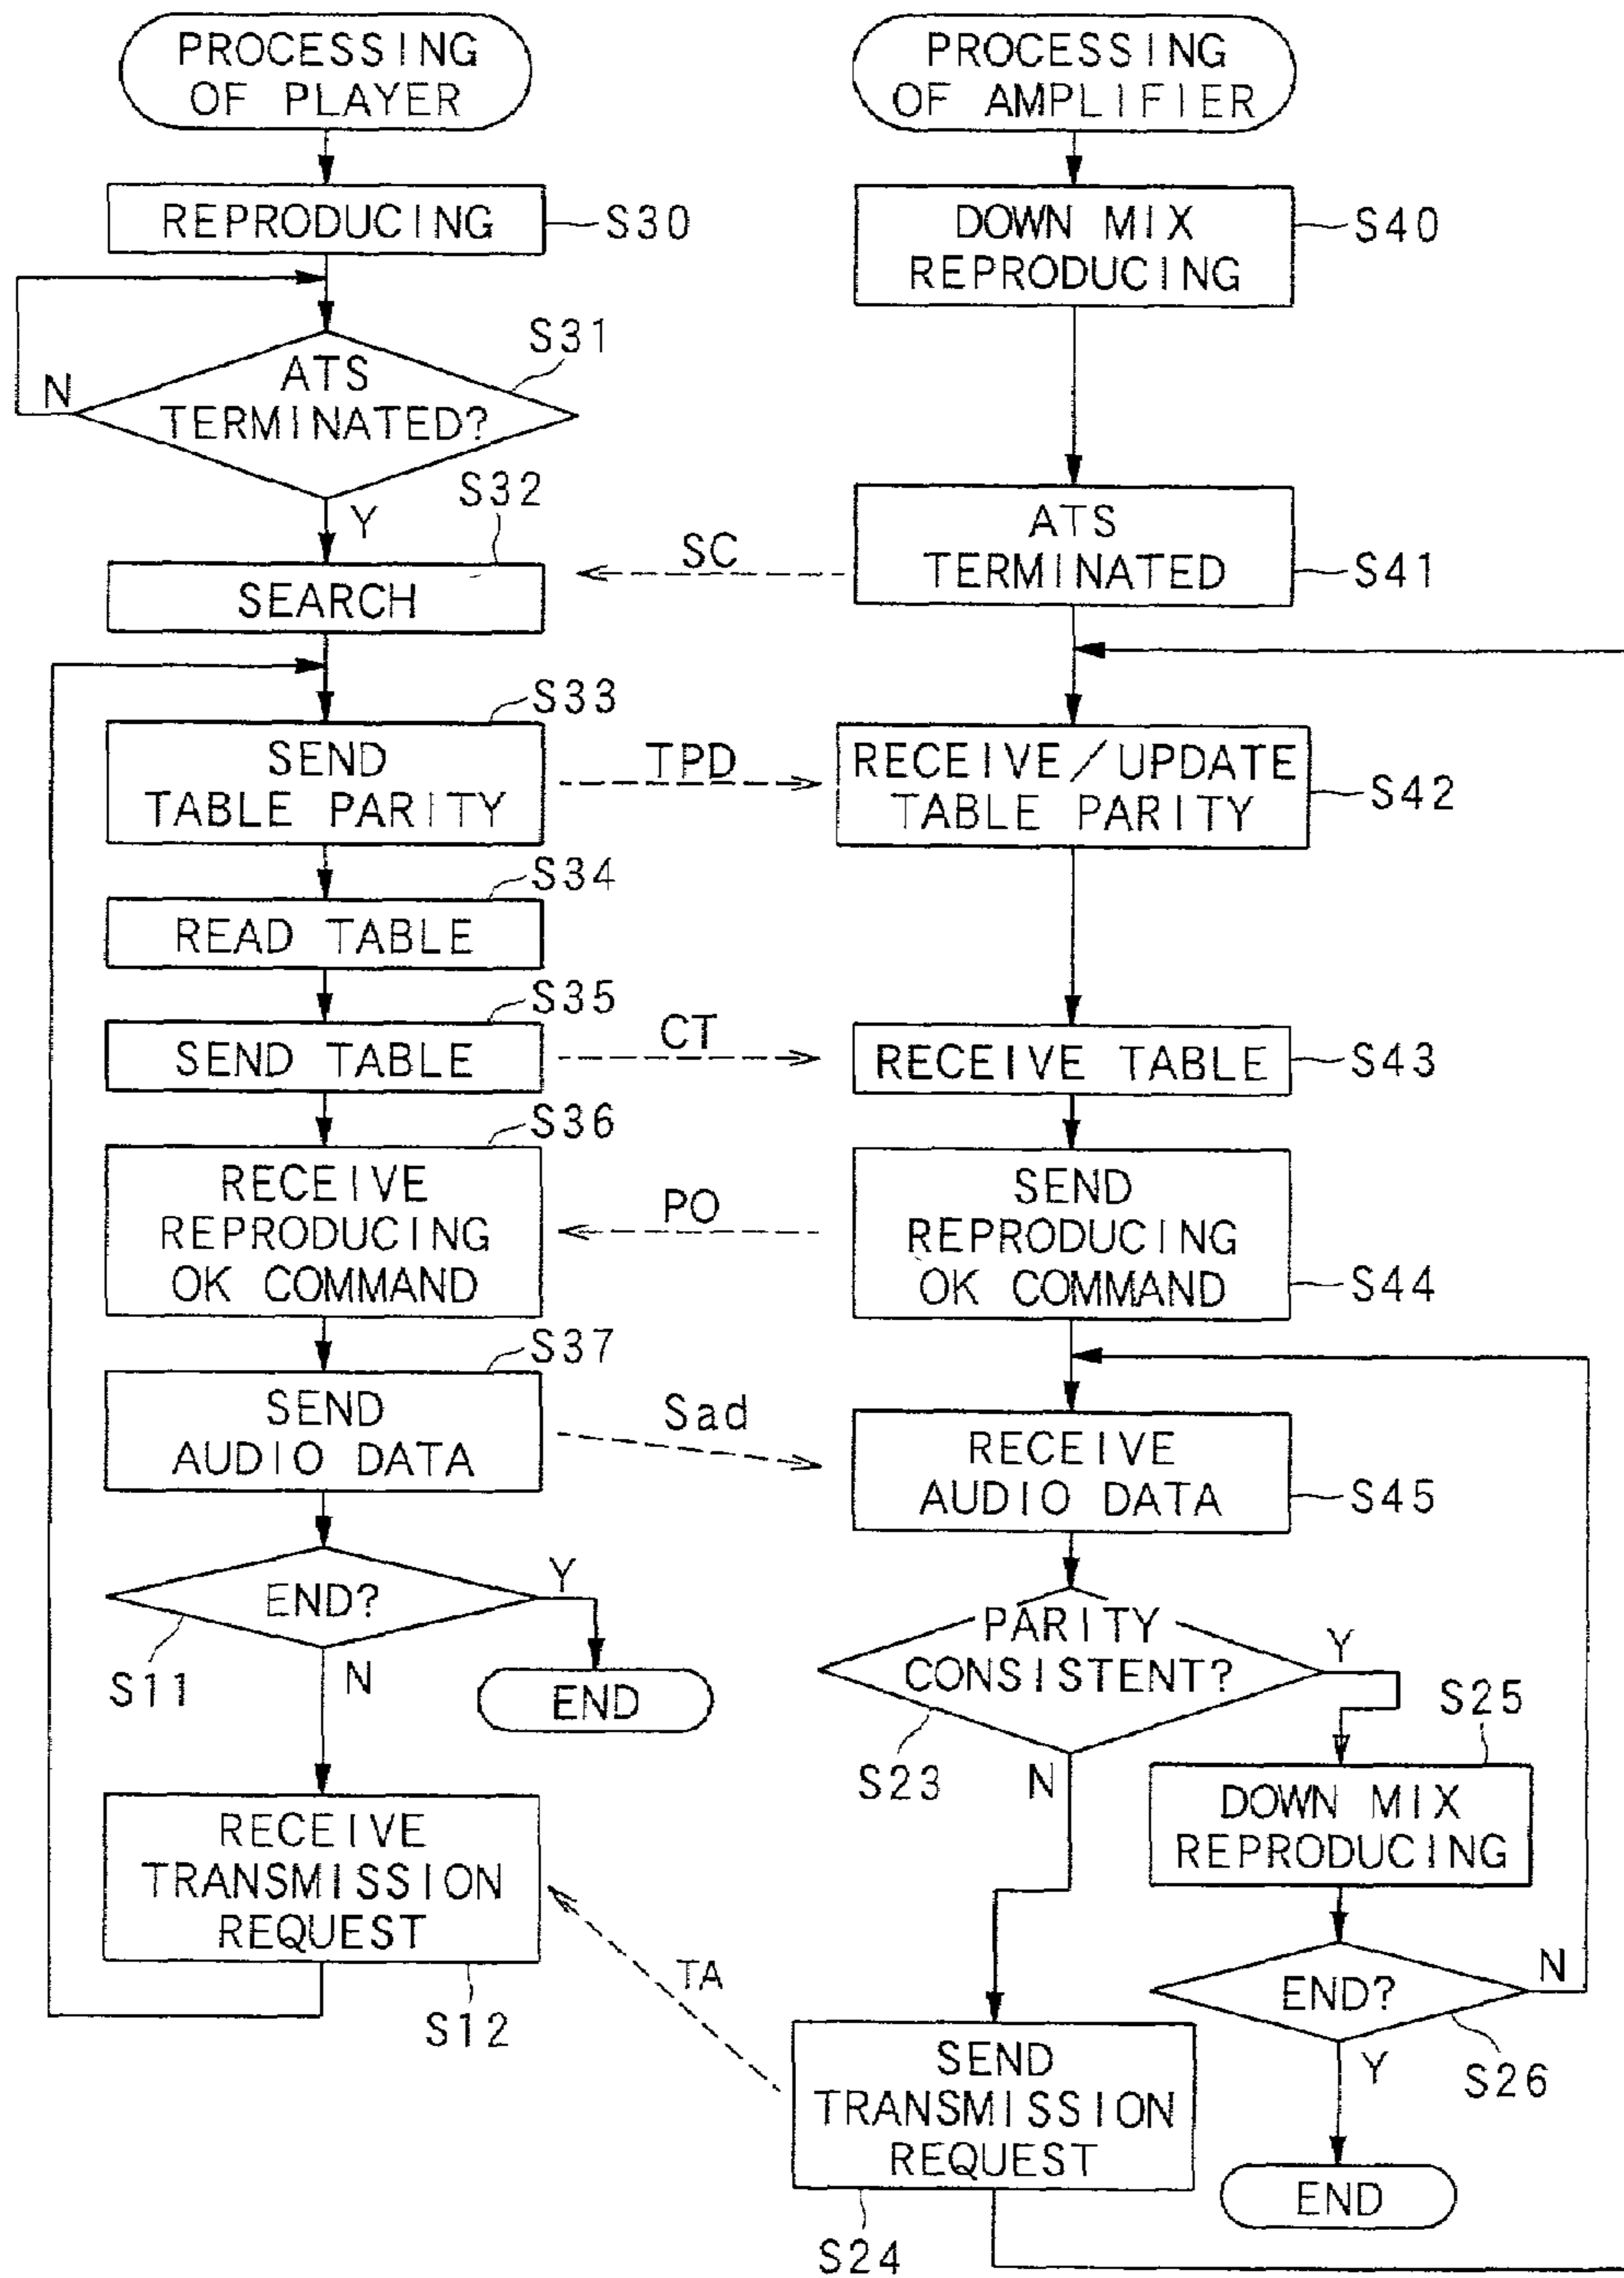 PROCESSING
OF PLAYER
REPRODUCING
S30
ATS
TERMINATED?
S31
N
Y
S32
SEARCH
S33
SEND
TABLE PARITY
S34
READ TABLE
S35
SEND TABLE
S36
RECEIVE
REPRODUCING
OK COMMAND
S37
SEND
AUDIO DATA
END?
Y
S11
N
END
RECEIVE
TRANSMISSION
REQUEST
S12
SC
TPD
CT
PO
Sad
TA
PROCESSING
OF AMPLIFIER
DOWN MIX
REPRODUCING
S40
ATS
TERMINATED
S41
RECEIVE/UPDATE
TABLE PARITY
S42
RECEIVE TABLE
S43
SEND
REPRODUCING
OK COMMAND
S44
RECEIVE
AUDIO DATA
S45
PARITY
CONSISTENT?
Y
S23
N
S25
DOWN MIX
REPRODUCING
END?
N
Y
S26
SEND
TRANSMISSION
REQUEST
S24
END